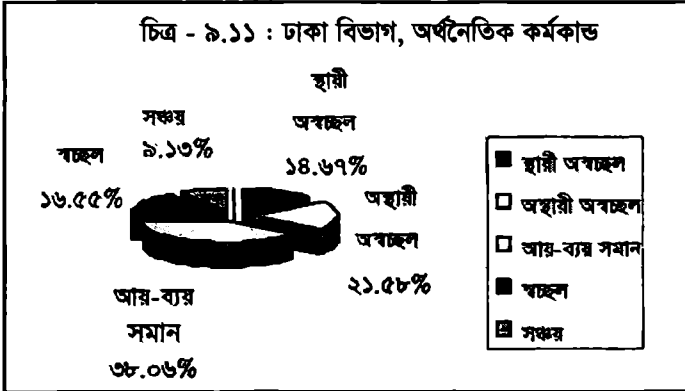 চিত্র - ৯.১১ : ঢাকা বিভাগ, অর্থনৈতিক কর্মকান্ড
স্থায়ী
অস্বচ্ছল
১৪.৬৭%
সঞ্চয়
৯.১৩%
স্বচ্ছল
১৬.৫৫%
অস্থায়ী
অস্বচ্ছল
২১.৫৮%
আয়-ব্যয়
সমান
৩৮.০৬%
স্থায়ী অস্বচ্ছল
অস্থায়ী অস্বচ্ছল
আয়-ব্যয় সমান
স্বচ্ছল
সঞ্চয়